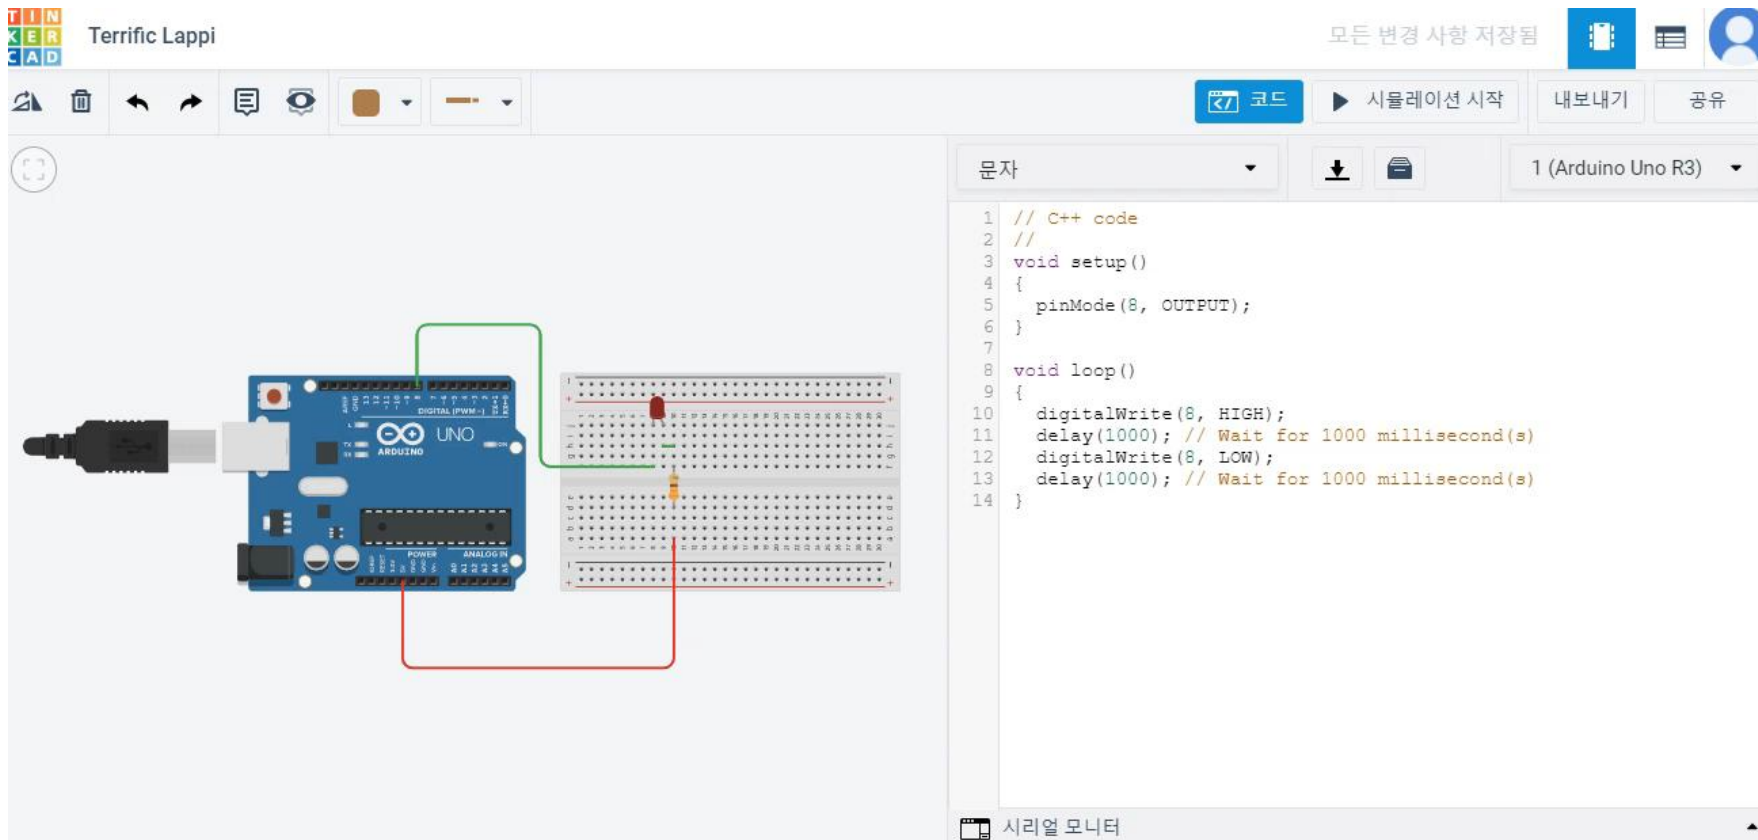 TINKERCAD
Terrific Lappi
모든 변경 사항 저장됨
코드
시뮬레이션 시작
내보내기
공유
문자
1 (Arduino Uno R3)
1 // C++ code
2 //
3 void setup()
4 {
5 pinMode(8, OUTPUT);
6 }
7
8 void loop()
9 {
10 digitalWrite(8, HIGH);
11 delay(1000); // Wait for 1000 millisecond(s)
12 digitalWrite(8, LOW);
13 delay(1000); // Wait for 1000 millisecond(s)
14 }
DIGITAL (PWM~)
UNO
ARDUINO
POWER
ANALOG IN
시리얼 모니터